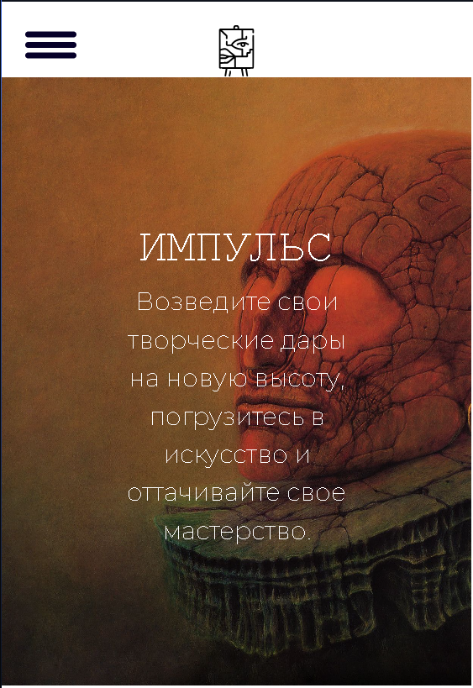 ИМПУЛЬС
Возведите свои
творческие дары
на новую высоту,
погрузитесь в
искусство и
оттачивайте свое
мастерство.